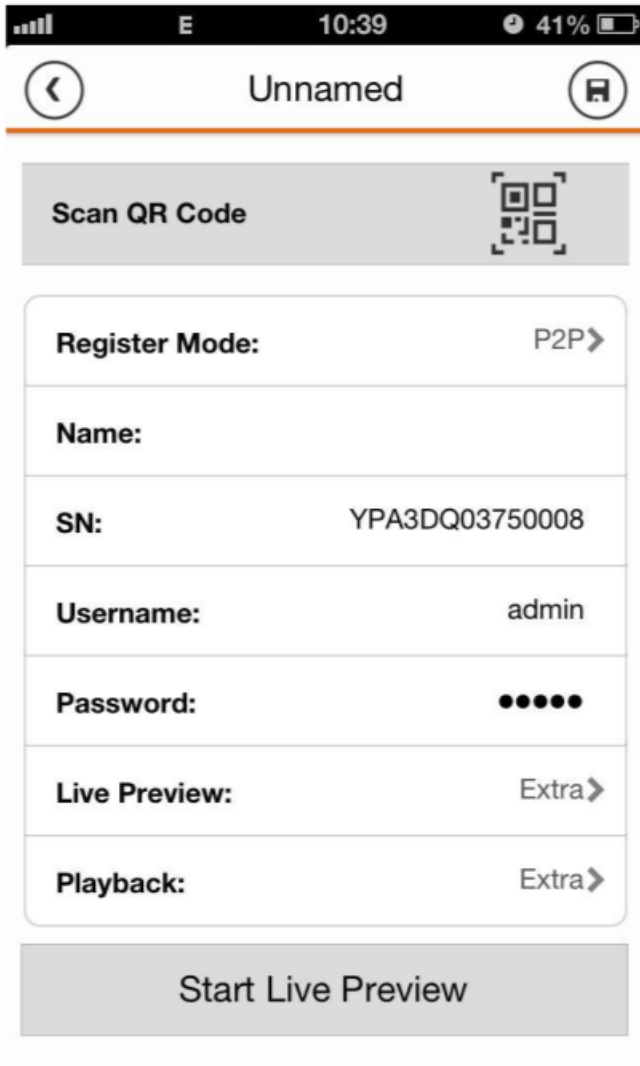 E 10:39 41%
Unnamed
Scan QR Code
Register Mode: P2P
Name:
SN: YPA3DQ03750008
Username: admin
Password: •••••
Live Preview: Extra
Playback: Extra
Start Live Preview